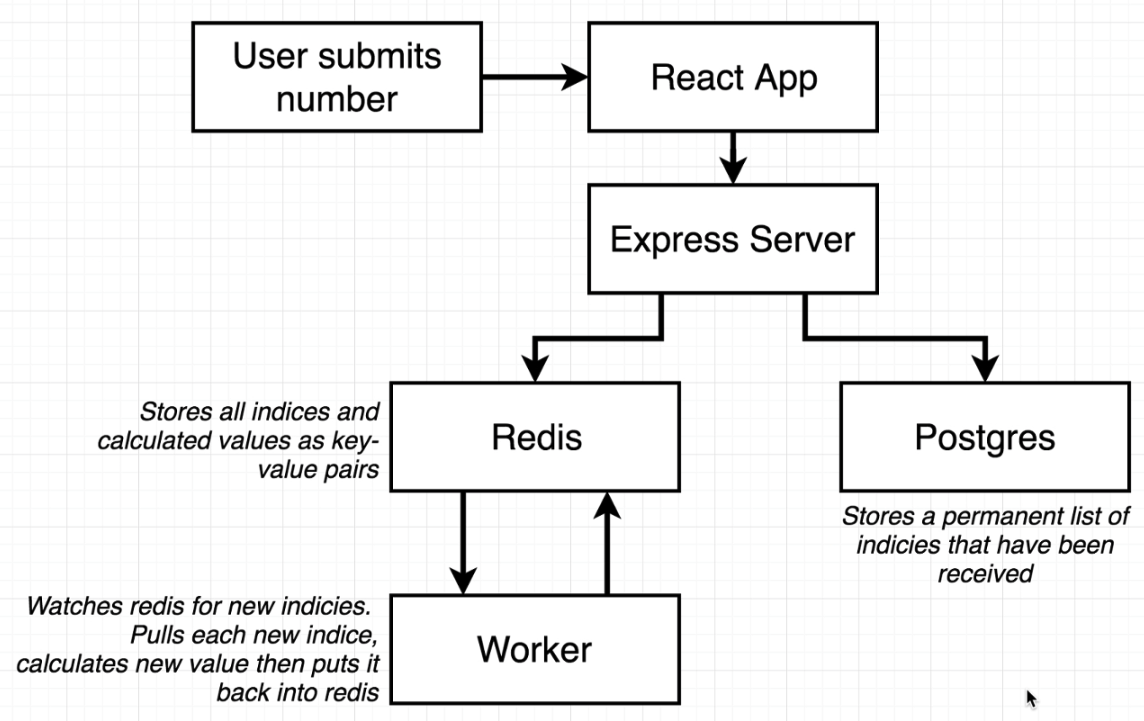 User submits
number
React App
Express Server
Stores all indices and
calculated values as key-
value pairs
Redis
Postgres
Stores a permanent list of
indicies that have been
received
Watches redis for new indicies.
Pulls each new indice,
calculates new value then puts it
back into redis
Worker